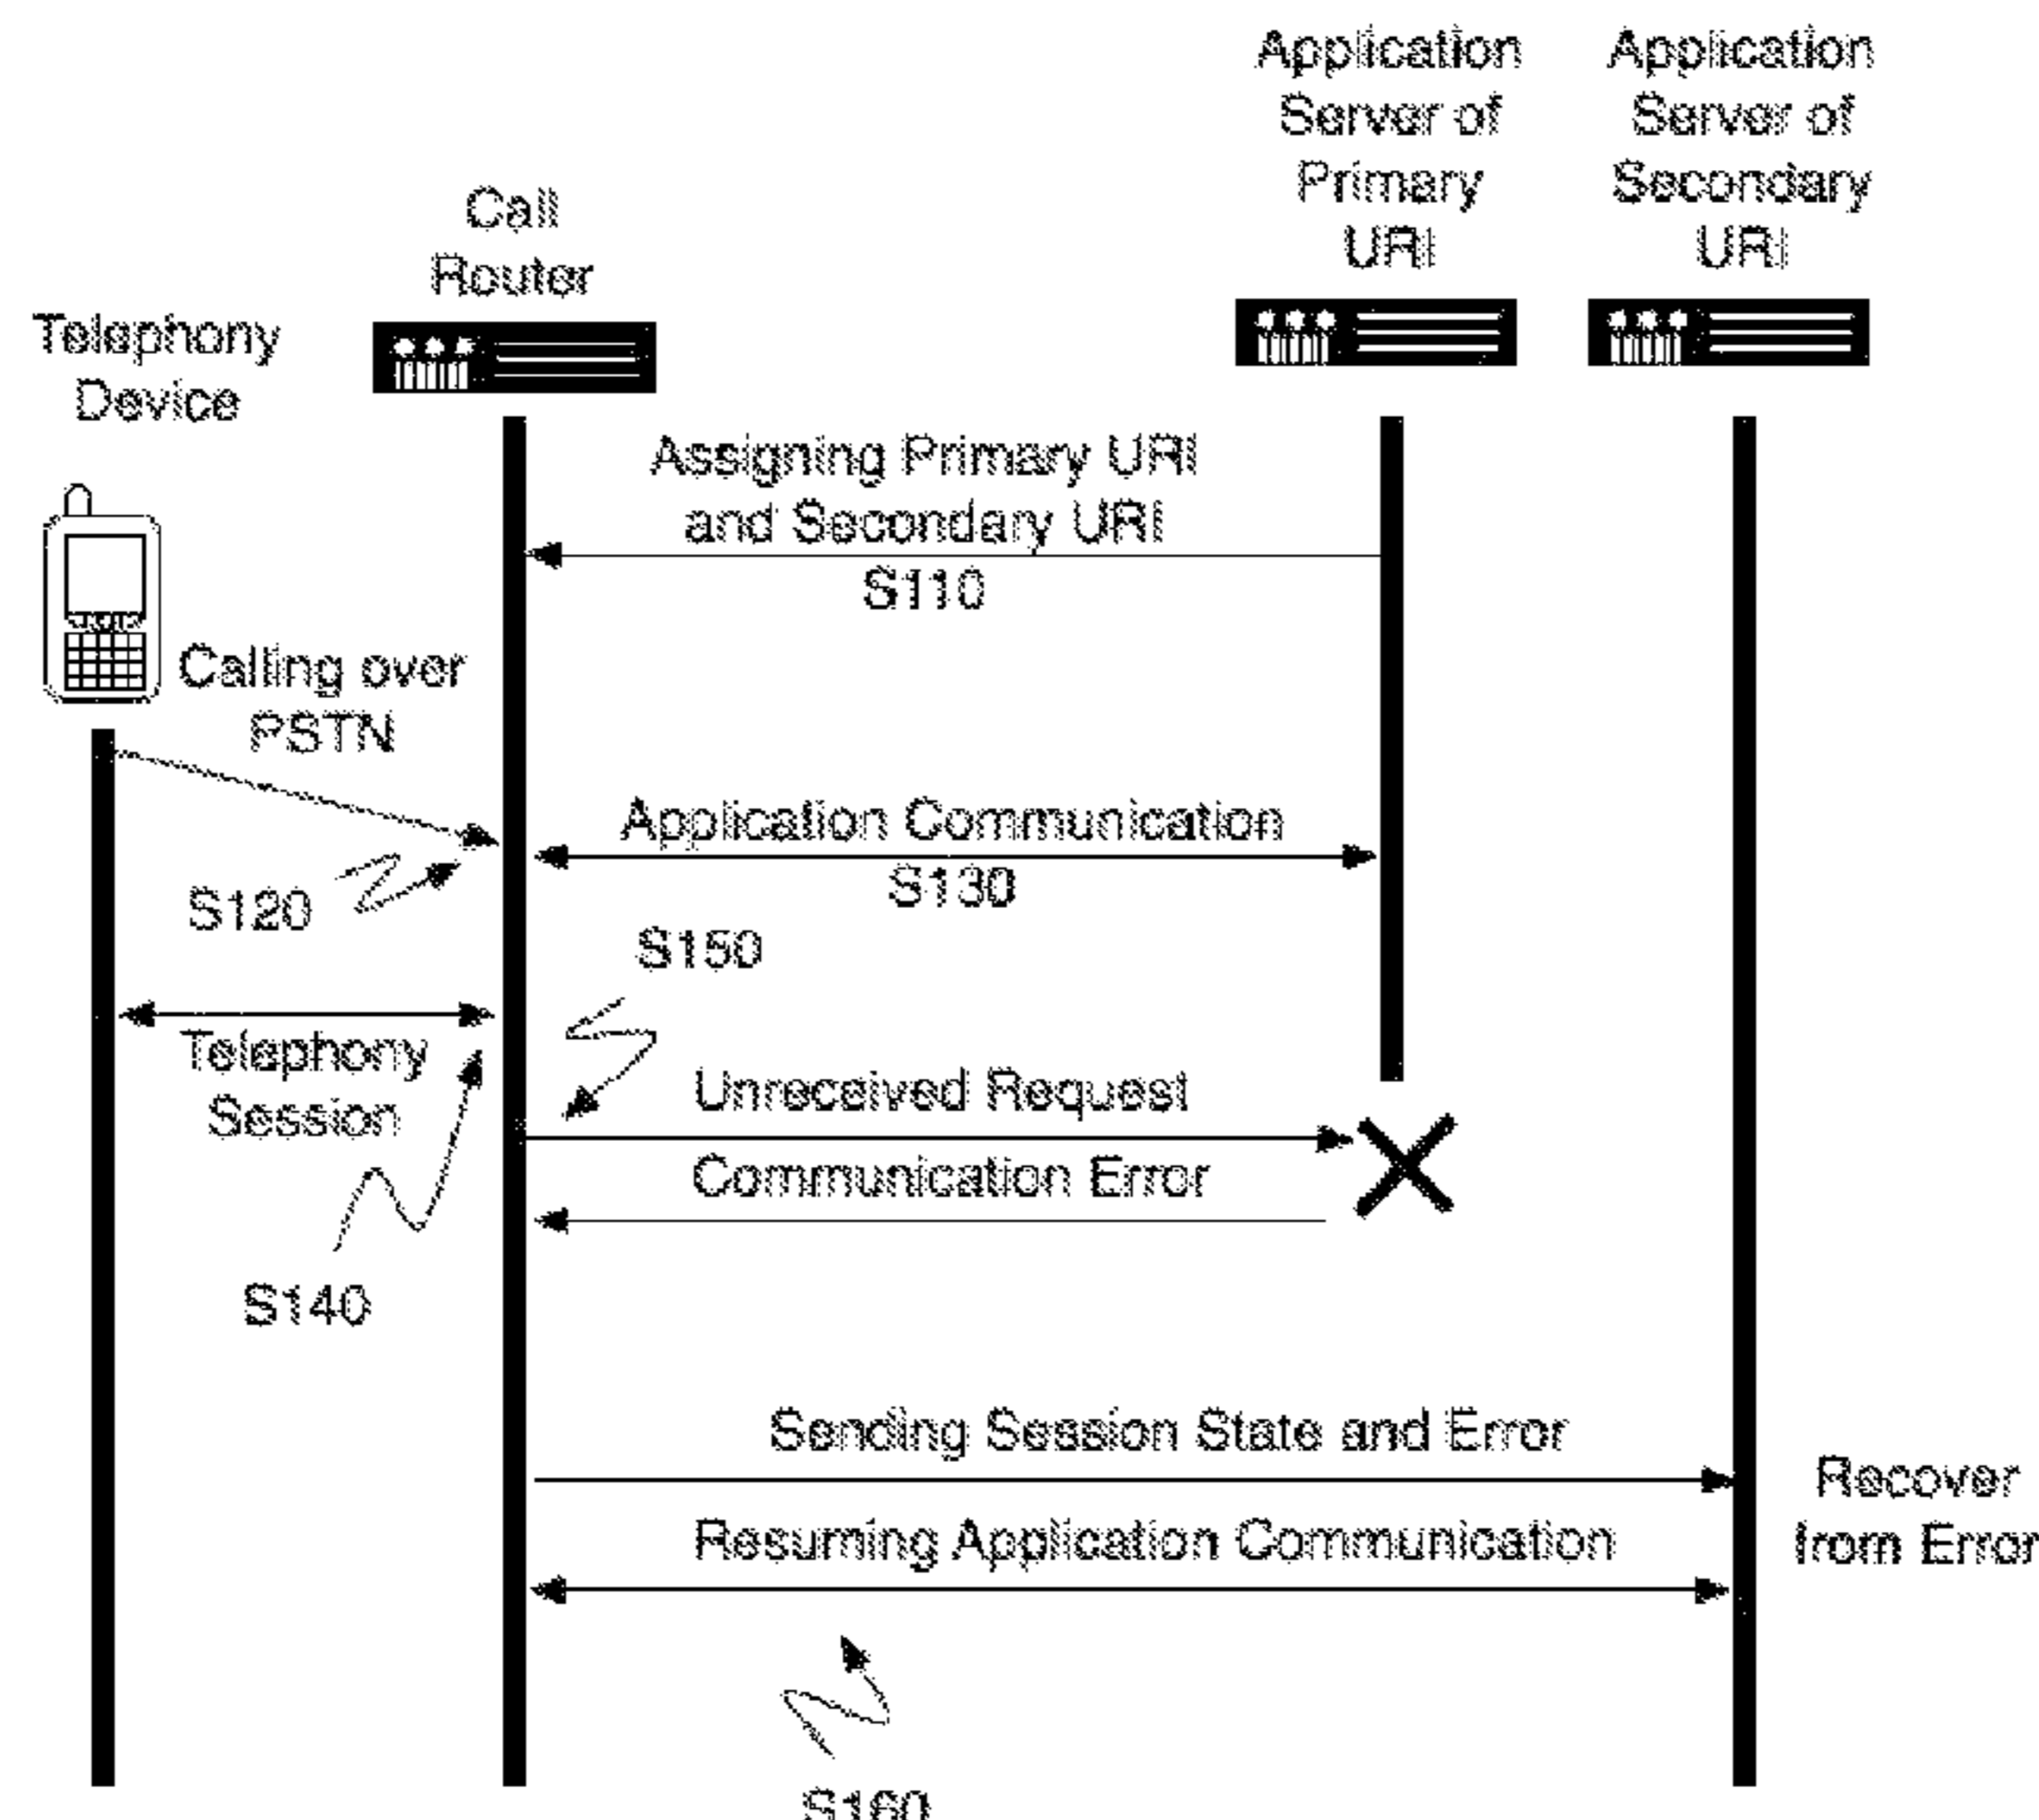 Application
Server of
Primary
URI
Application
Server of
Secondary
URI
Call
Router
Telephony
Device
Assigning Primary URI
and Secondary URI
S110
Calling over
PSTN
Application Communication
S130
S120
S150
Telephony
Session
Unreceived Request
Communication Error
S140
Sending Session State and Error
Recover
from Error
Resuming Application Communication
S160